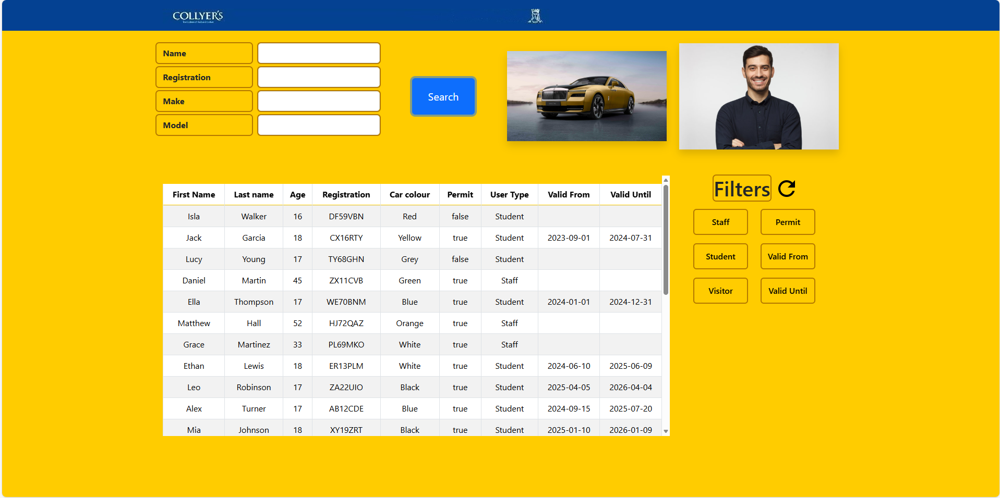 COLLYER'S
The College of Richard Collyer
Name
Registration
Make
Model
Search
Filters
Staff Permit
Student Valid From
Visitor Valid Until
First Name Last name Age Registration Car colour Permit User Type Valid From Valid Until
Isla Walker 16 DF59VBN Red false Student
Jack Garcia 18 CX16RTY Yellow true Student 2023-09-01 2024-07-31
Lucy Young 17 TY68GHN Grey false Student
Daniel Martin 45 ZX11CVB Green true Staff
Ella Thompson 17 WE70BNM Blue true Student 2024-01-01 2024-12-31
Matthew Hall 52 HJ72QAZ Orange true Staff
Grace Martinez 33 PL69MKO White true Staff
Ethan Lewis 18 ER13PLM White true Student 2024-06-10 2025-06-09
Leo Robinson 17 ZA22UIO Black true Student 2025-04-05 2026-04-04
Alex Turner 17 AB12CDE Blue true Student 2024-09-15 2025-07-20
Mia Johnson 18 XY19ZRT Black true Student 2025-01-10 2026-01-09